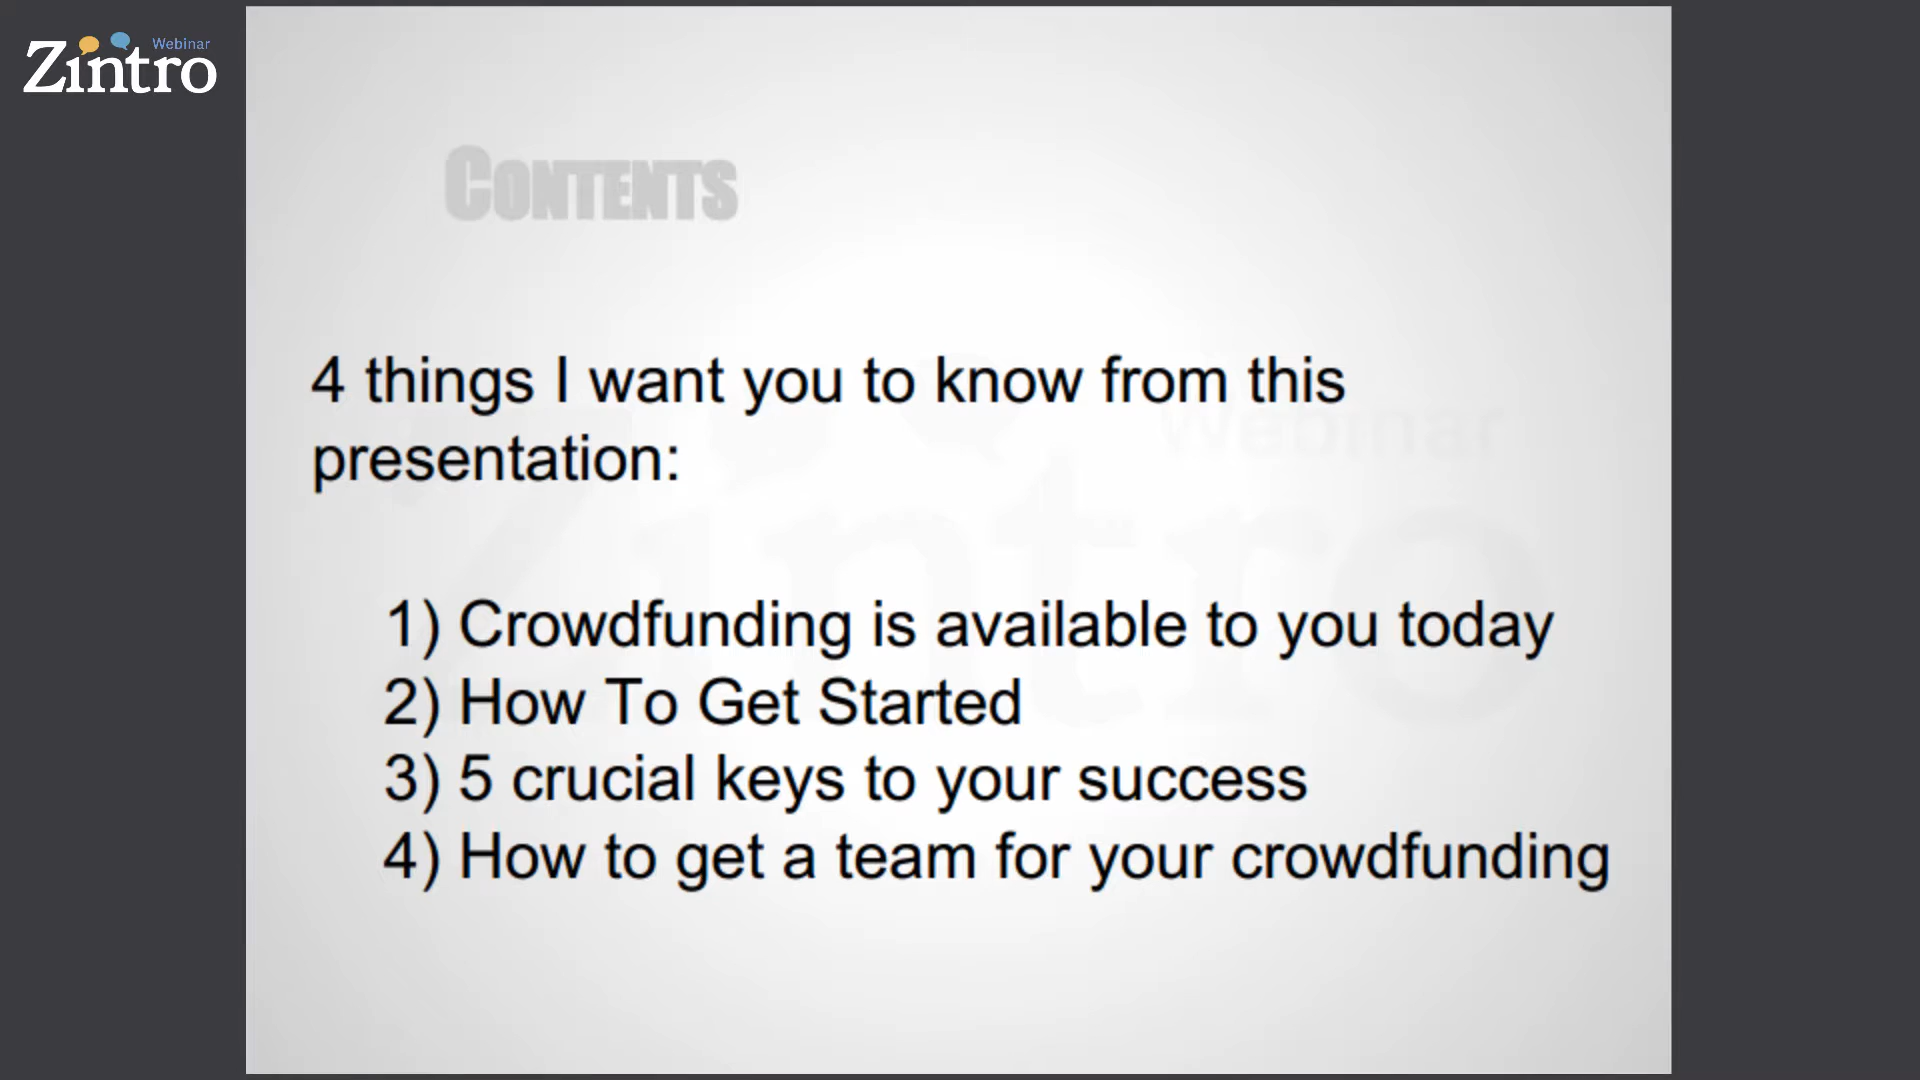 Webinar
Zintro
CONTENTS
4 things I want you to know from this
presentation:
Webinar
Zintro
1) Crowdfunding is available to you today
2) How To Get Started
3) 5 crucial keys to your success
4) How to get a team for your crowdfunding